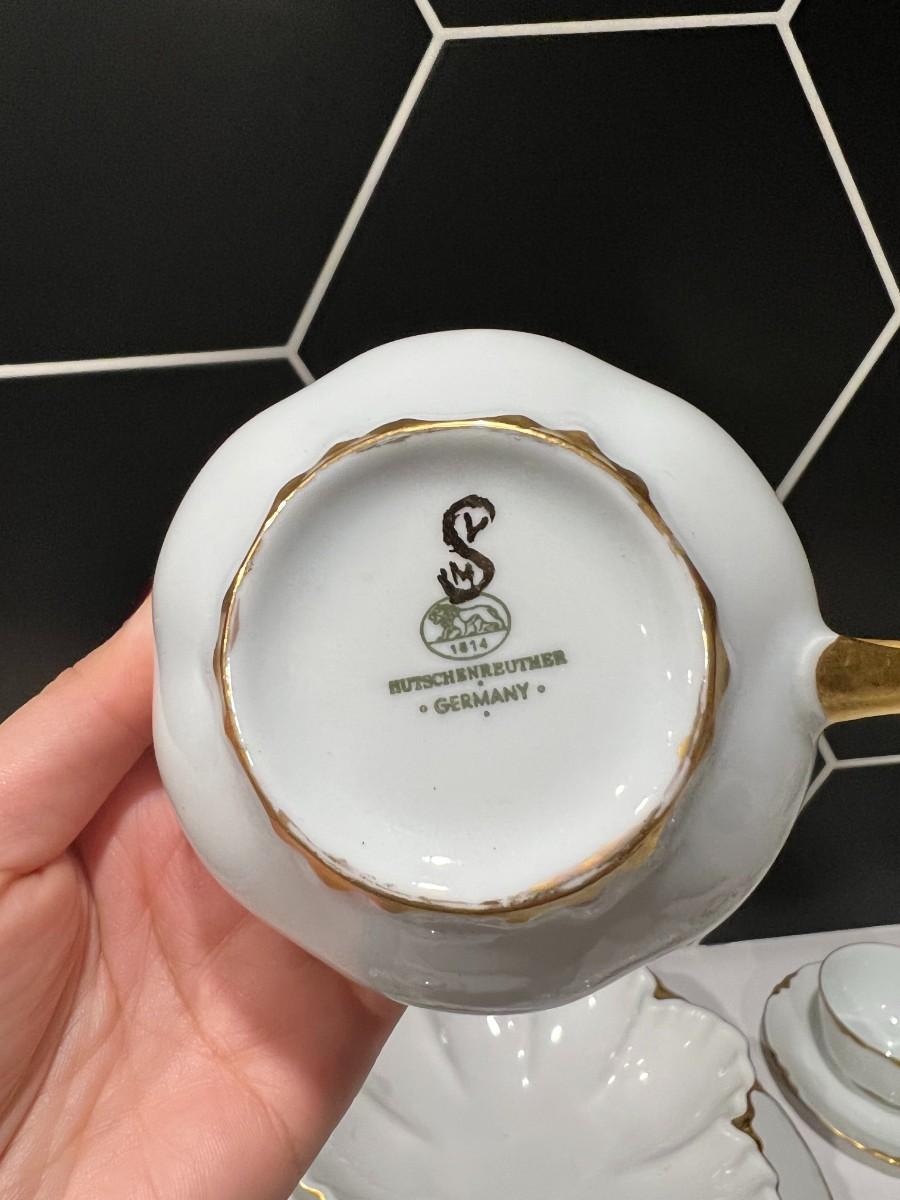 S
V
M
1814
HUTSCHENREUTHER
GERMANY